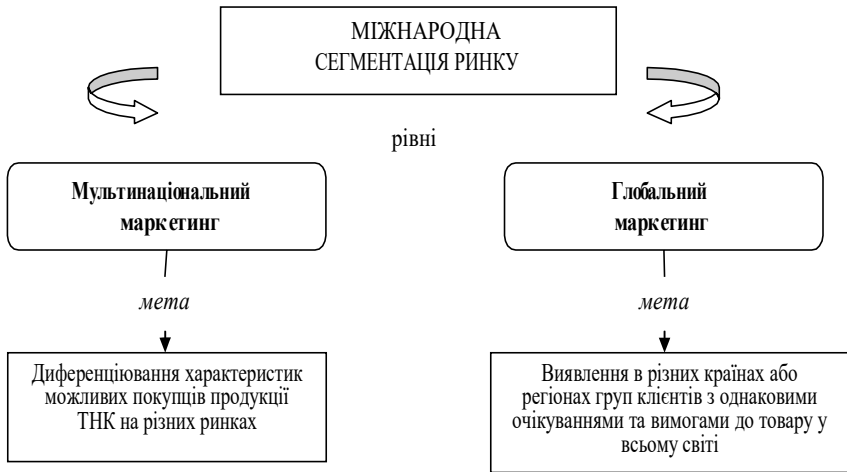 МІЖНАРОДНА
СЕГМЕНТАЦІЯ РИНКУ
рівні
Мультинаціональний
маркетинг
Глобальний
маркетинг
мета
мета
Диференціювання характеристик
можливих покупців продукції
ТНК на різних ринках
Виявлення в різних країнах або
регіонах груп клієнтів з однаковими
очікуваннями та вимогами до товару у
всьому світі